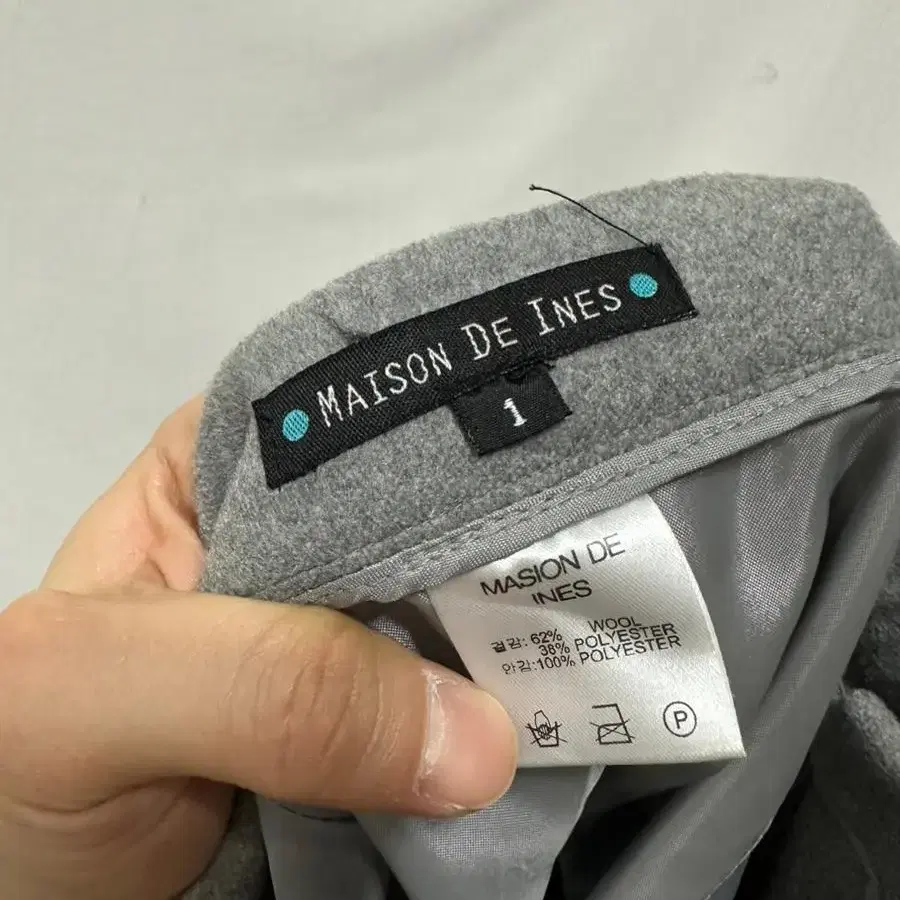 MAISON DE INES
1
MASION DE
INES
겉감: 62% WOOL
38% POLYESTER
안감: 100% POLYESTER
P